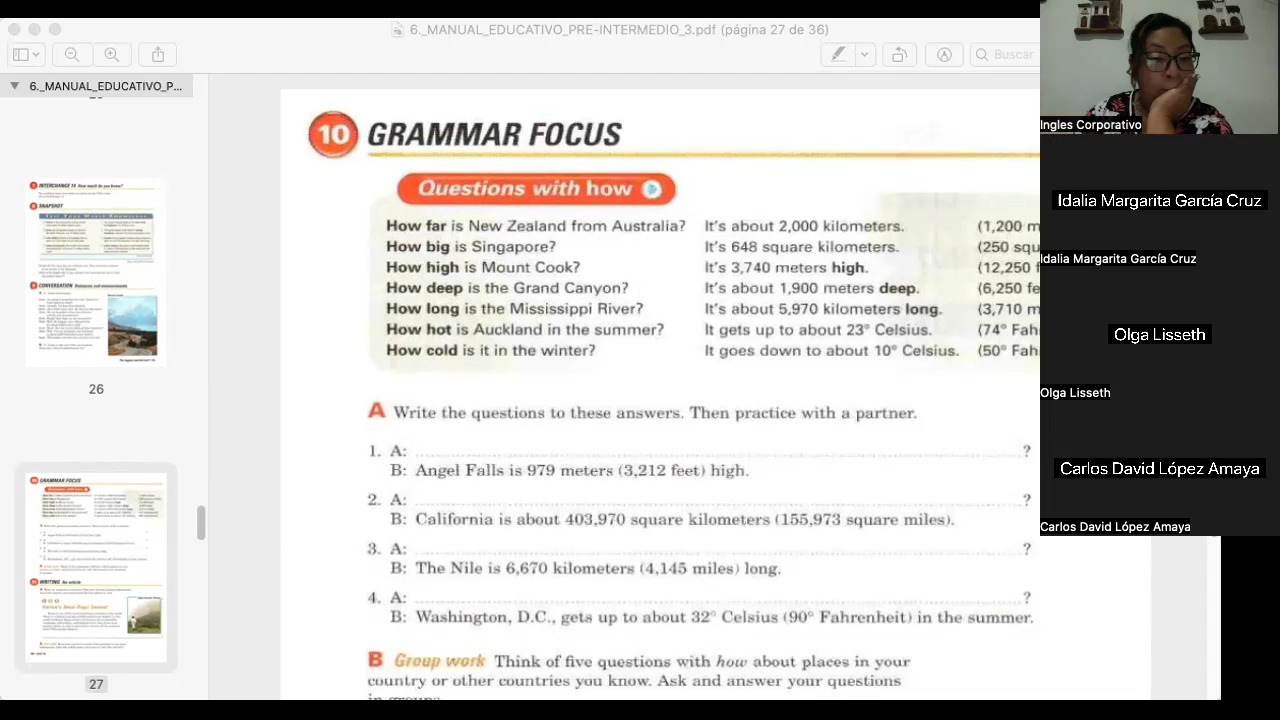 6._MANUAL_EDUCATIVO_PRE-INTERMEDIO_3.pdf (página 27 de 36)
Buscar
6._MANUAL_EDUCATIVO_P...
26
27
10 GRAMMAR FOCUS
Questions with how
How far is New Zealand from Australia? It's about 2,000 kilometers. (1,200 m
How big is Singapore? It's 648 square kilometers. (250 squ
How high is Mount Cook? It's 3,740 meters high. (12,250 f
How deep is the Grand Canyon? It's about 1,900 meters deep. (6,250 fe
How long is the Mississippi River? It's about 5,970 kilometers long. (3,710 m
How hot is Auckland in the summer? It gets up to about 23° Celsius. (74° Fah
How cold is it in the winter? It goes down to about 10° Celsius. (50° Fah
A Write the questions to these answers. Then practice with a partner.
1. A: ?
B: Angel Falls is 979 meters (3,212 feet) high.
2. A: ?
B: California is about 403,970 square kilometers (155,973 square miles).
3. A: ?
B: The Nile is 6,670 kilometers (4,145 miles) long.
4. A: ?
B: Washington, D.C., gets up to about 32° Celsius (90° Fahrenheit) in the summer.
B Group work Think of five questions with how about places in your
country or other countries you know. Ask and answer your questions
in groups.
Ingles Corporativo
Idalia Margarita García Cruz
Idalia Margarita García Cruz
Olga Lisseth
Olga Lisseth
Carlos David López Amaya
Carlos David López Amaya